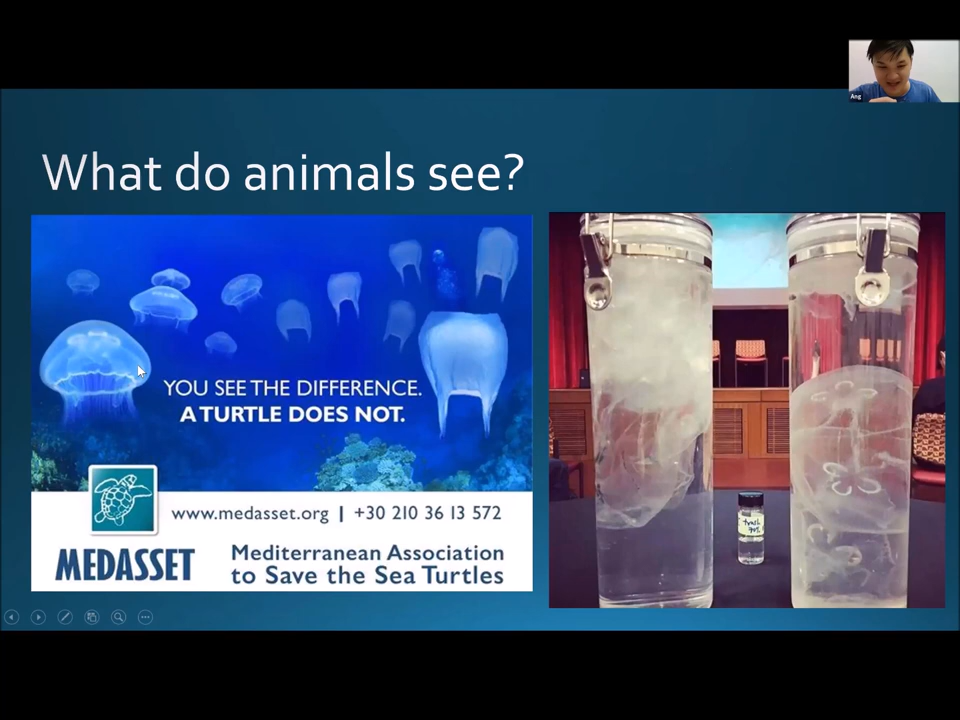 Ang
What do animals see?
YOU SEE THE DIFFERENCE.
A TURTLE DOES NOT.
www.medasset.org | +30 210 36 13 572
MEDASSET
Mediterranean Association
to Save the Sea Turtles